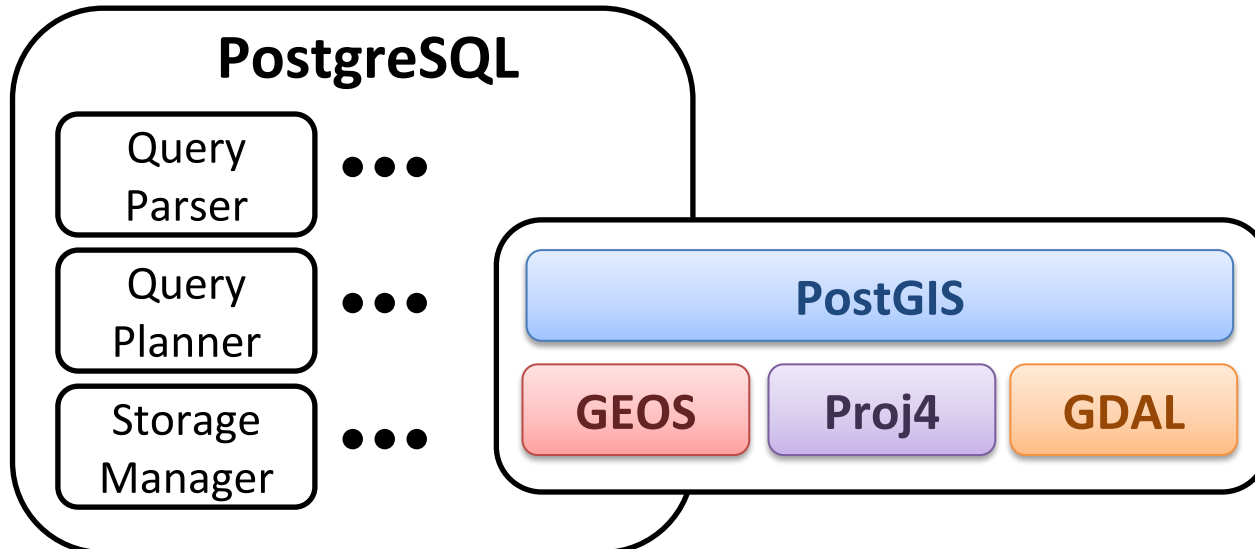 PostgreSQL
Query
Parser
Query
Planner
Storage
Manager
PostGIS
GEOS
Proj4
GDAL